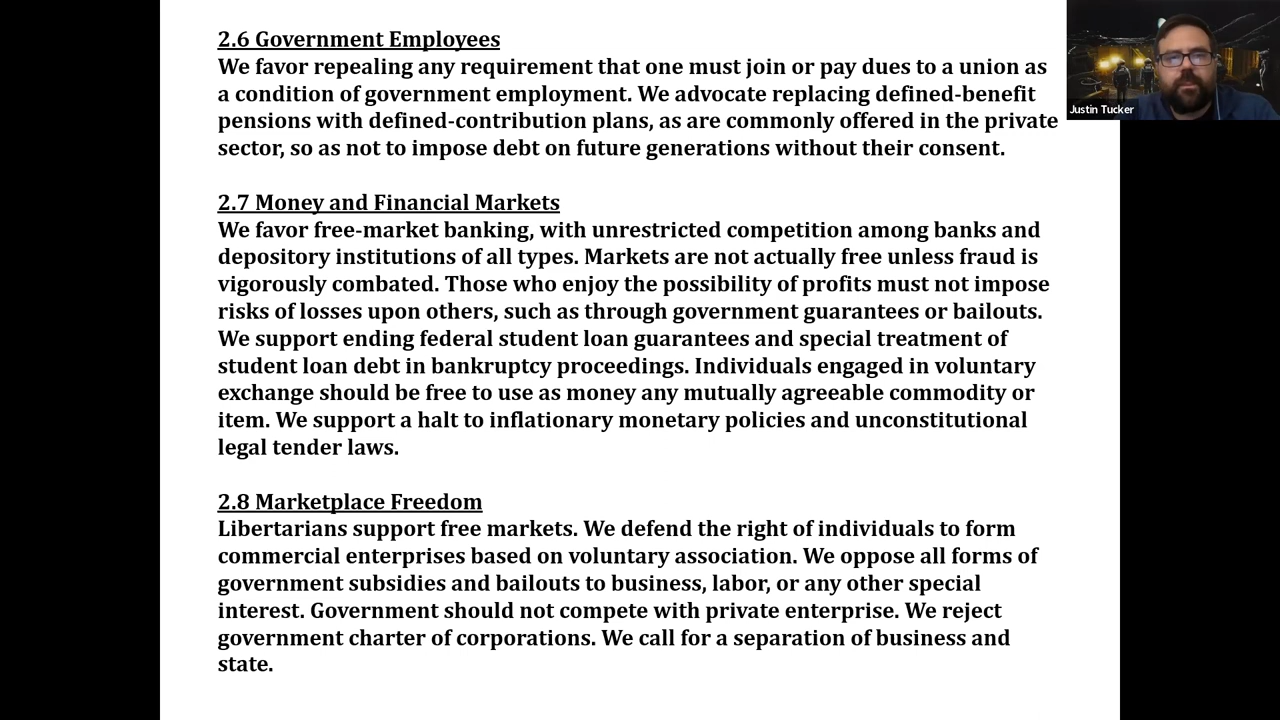 2.6 Government Employees
We favor repealing any requirement that one must join or pay dues to a union as
a condition of government employment. We advocate replacing defined-benefit
pensions with defined-contribution plans, as are commonly offered in the private
sector, so as not to impose debt on future generations without their consent.
2.7 Money and Financial Markets
We favor free-market banking, with unrestricted competition among banks and
depository institutions of all types. Markets are not actually free unless fraud is
vigorously combated. Those who enjoy the possibility of profits must not impose
risks of losses upon others, such as through government guarantees or bailouts.
We support ending federal student loan guarantees and special treatment of
student loan debt in bankruptcy proceedings. Individuals engaged in voluntary
exchange should be free to use as money any mutually agreeable commodity or
item. We support a halt to inflationary monetary policies and unconstitutional
legal tender laws.
2.8 Marketplace Freedom
Libertarians support free markets. We defend the right of individuals to form
commercial enterprises based on voluntary association. We oppose all forms of
government subsidies and bailouts to business, labor, or any other special
interest. Government should not compete with private enterprise. We reject
government charter of corporations. We call for a separation of business and
state.
Justin Tucker